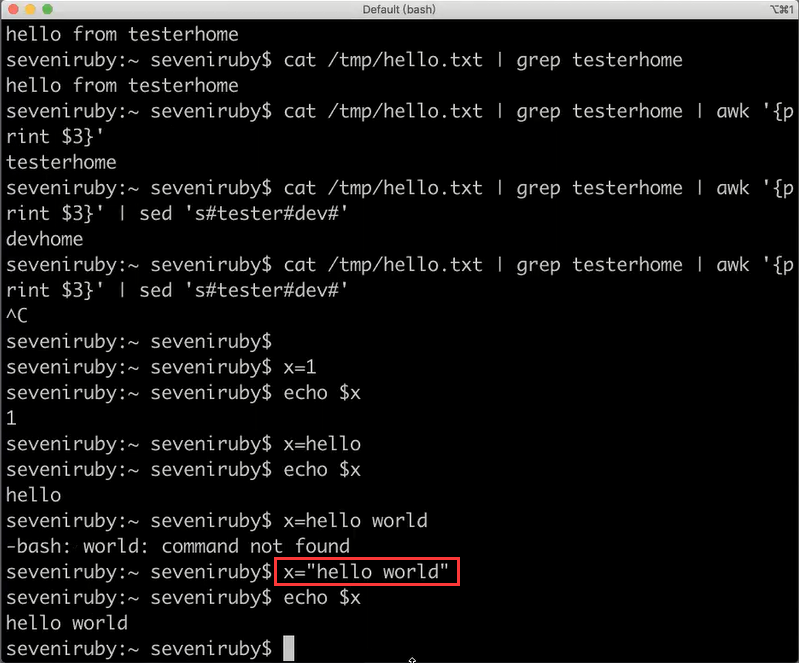 Default (bash)
⌥⌘1
hello from testerhome
seveniruby:~ seveniruby$ cat /tmp/hello.txt | grep testerhome
hello from testerhome
seveniruby:~ seveniruby$ cat /tmp/hello.txt | grep testerhome | awk '{p
rint $3}'
testerhome
seveniruby:~ seveniruby$ cat /tmp/hello.txt | grep testerhome | awk '{p
rint $3}' | sed 's#tester#dev#'
devhome
seveniruby:~ seveniruby$ cat /tmp/hello.txt | grep testerhome | awk '{p
rint $3}' | sed 's#tester#dev#'
^C
seveniruby:~ seveniruby$
seveniruby:~ seveniruby$ x=1
seveniruby:~ seveniruby$ echo $x
1
seveniruby:~ seveniruby$ x=hello
seveniruby:~ seveniruby$ echo $x
hello
seveniruby:~ seveniruby$ x=hello world
-bash: world: command not found
seveniruby:~ seveniruby$ x="hello world"
seveniruby:~ seveniruby$ echo $x
hello world
seveniruby:~ seveniruby$